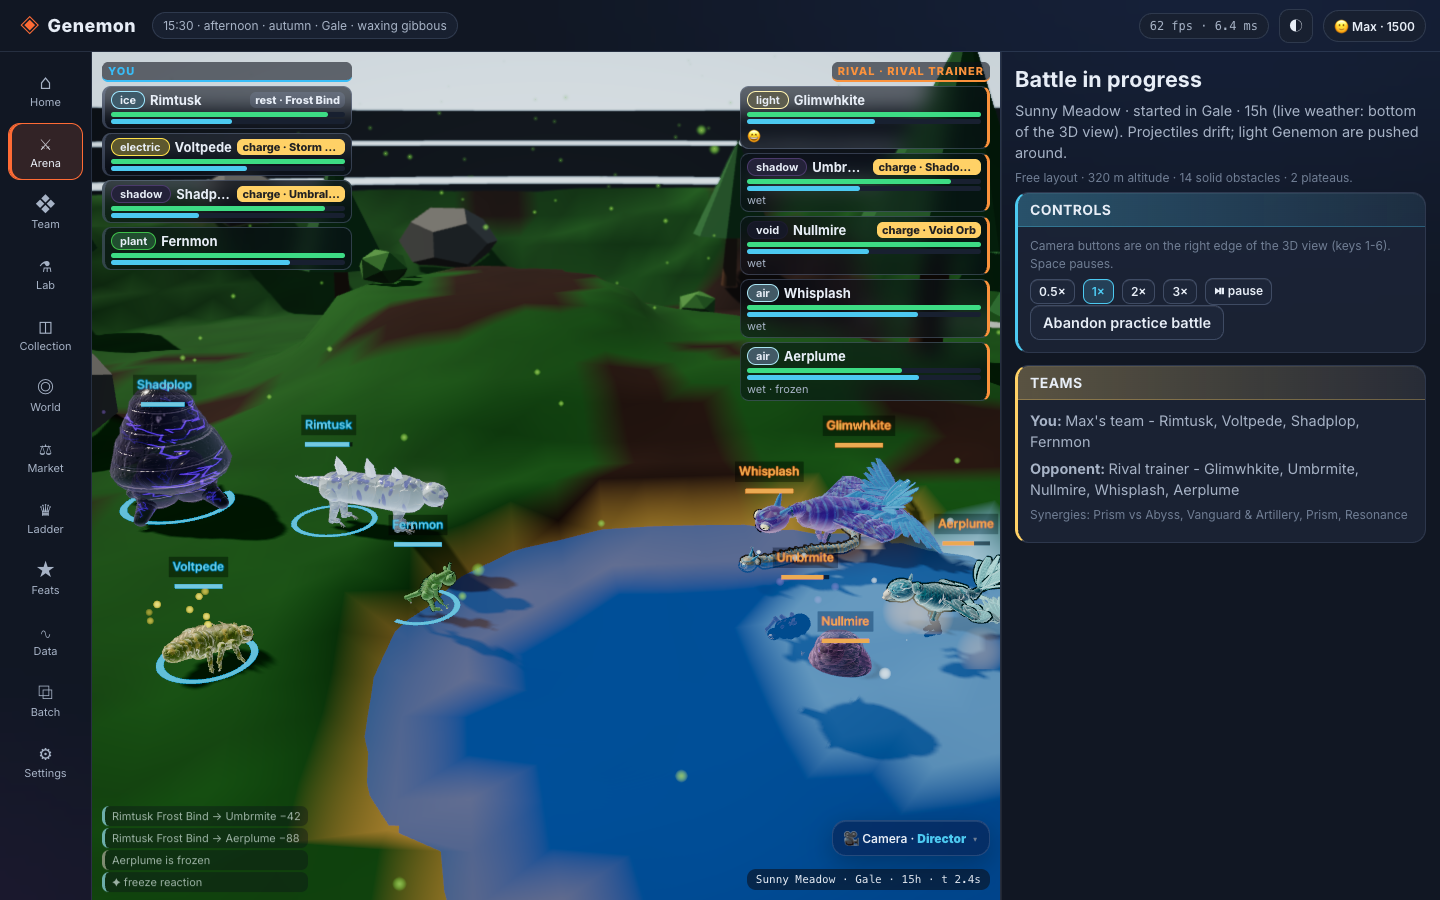 Genemon
15:30 · afternoon · autumn · Gale · waxing gibbous
62 fps · 6.4 ms
Max · 1500
Home
Arena
Team
Lab
Collection
World
Market
Ladder
Feats
Data
Batch
Settings
YOU
ice Rimtusk rest · Frost Bind
electric Voltpede charge · Storm ...
shadow Shadp... charge · Umbral...
plant Fernmon
RIVAL · RIVAL TRAINER
light Glimwhkite
shadow Umbr... charge · Shado...
wet
void Nullmire charge · Void Orb
wet
air Whisplash
wet
air Aerplume
wet · frozen
Shadplop
Rimtusk
Fernmon
Voltpede
Glimwhkite
Whisplash
Aerplume
Umbrmite
Nullmire
Rimtusk Frost Bind → Umbrmite −42
Rimtusk Frost Bind → Aerplume −88
Aerplume is frozen
✦ freeze reaction
Camera · Director
Sunny Meadow · Gale · 15h · t 2.4s
Battle in progress
Sunny Meadow · started in Gale · 15h (live weather: bottom
of the 3D view). Projectiles drift; light Genemon are pushed
around.
Free layout · 320 m altitude · 14 solid obstacles · 2 plateaus.
CONTROLS
Camera buttons are on the right edge of the 3D view (keys 1-6).
Space pauses.
0.5× 1× 2× 3× ⏯ pause
Abandon practice battle
TEAMS
You: Max's team - Rimtusk, Voltpede, Shadplop,
Fernmon
Opponent: Rival trainer - Glimwhkite, Umbrmite,
Nullmire, Whisplash, Aerplume
Synergies: Prism vs Abyss, Vanguard & Artillery, Prism, Resonance